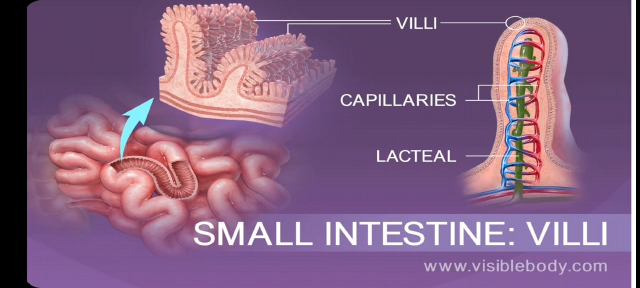 VILLI
CAPILLARIES
LACTEAL
SMALL INTESTINE: VILLI
www.visiblebody.com